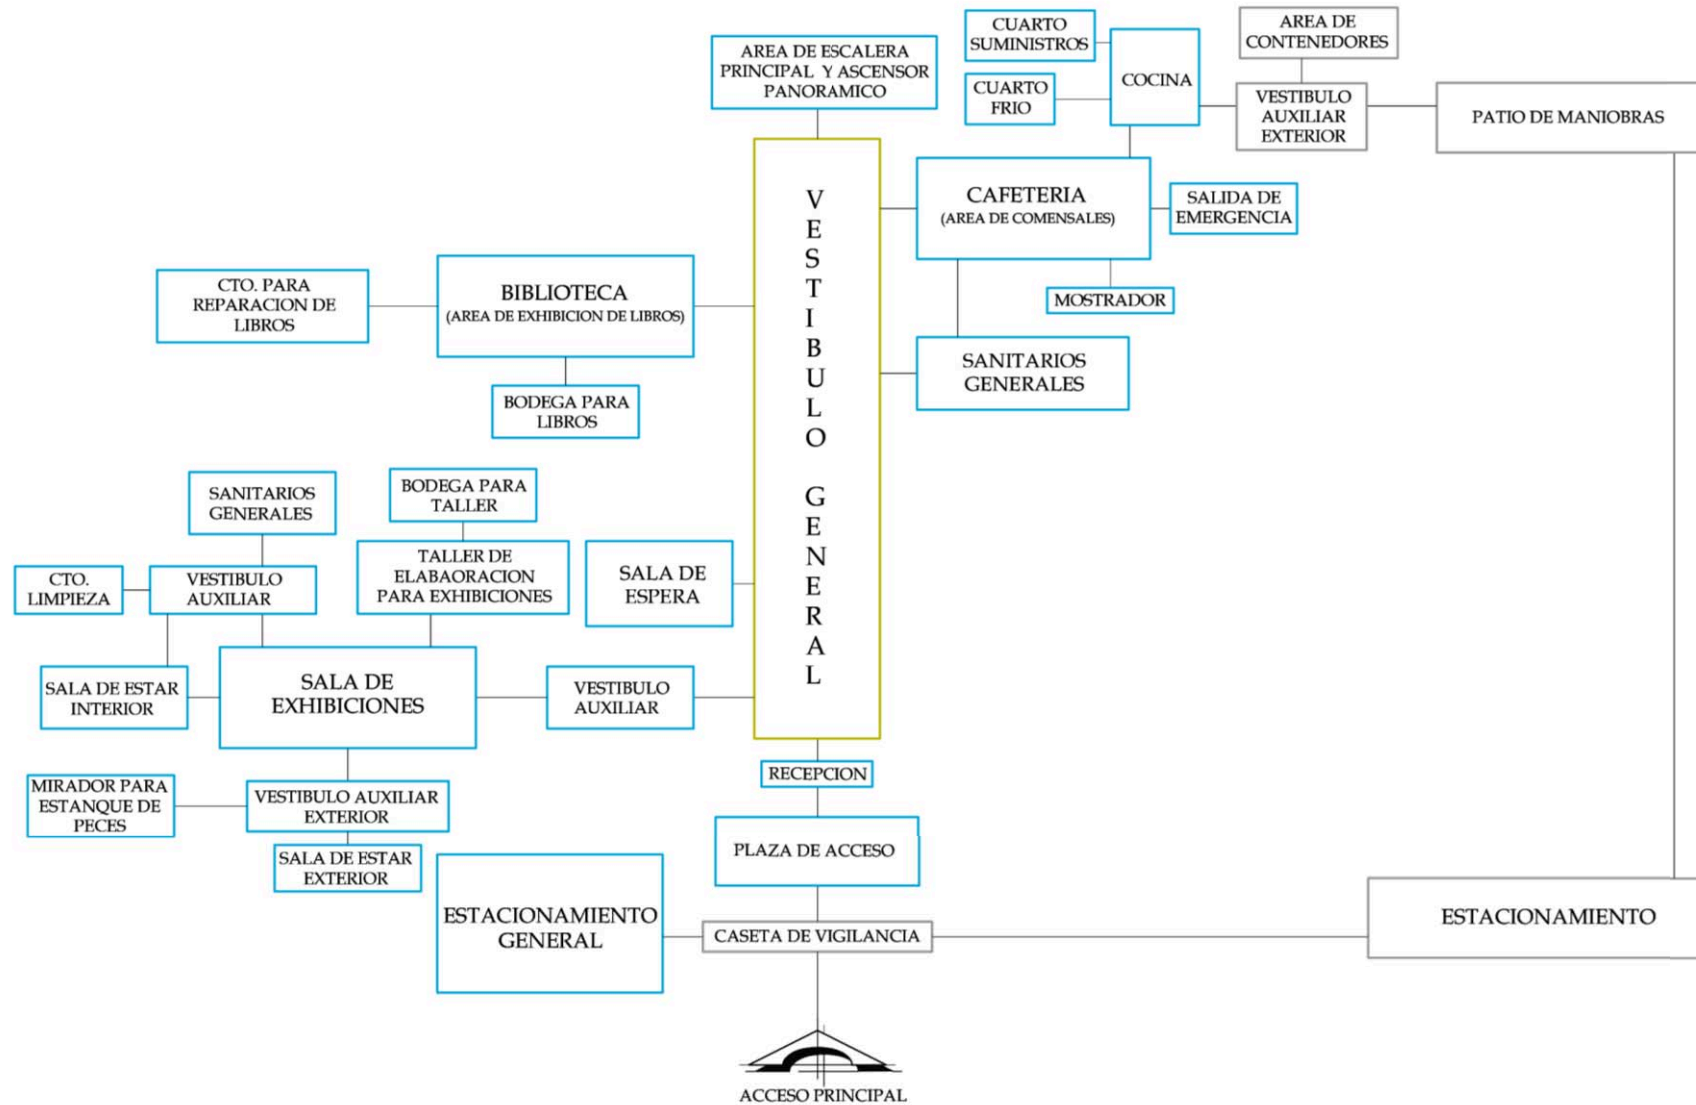 CUARTO
SUMINISTROS
AREA DE
CONTENEDORES
AREA DE ESCALERA
PRINCIPAL Y ASCENSOR
PANORAMICO
COCINA
CUARTO
FRIO
VESTIBULO
AUXILIAR
EXTERIOR
PATIO DE MANIOBRAS
VESTIBULO GENERAL
CAFETERIA
(AREA DE COMENSALES)
SALIDA DE
EMERGENCIA
CTO. PARA
REPARACION DE
LIBROS
BIBLIOTECA
(AREA DE EXHIBICION DE LIBROS)
MOSTRADOR
SANITARIOS
GENERALES
BODEGA PARA
LIBROS
SANITARIOS
GENERALES
BODEGA PARA
TALLER
CTO.
LIMPIEZA
VESTIBULO
AUXILIAR
TALLER DE
ELABAORACION
PARA EXHIBICIONES
SALA DE
ESPERA
SALA DE ESTAR
INTERIOR
SALA DE
EXHIBICIONES
VESTIBULO
AUXILIAR
RECEPCION
MIRADOR PARA
ESTANQUE DE
PECES
VESTIBULO AUXILIAR
EXTERIOR
SALA DE ESTAR
EXTERIOR
PLAZA DE ACCESO
ESTACIONAMIENTO
GENERAL
CASETA DE VIGILANCIA
ESTACIONAMIENTO
ACCESO PRINCIPAL